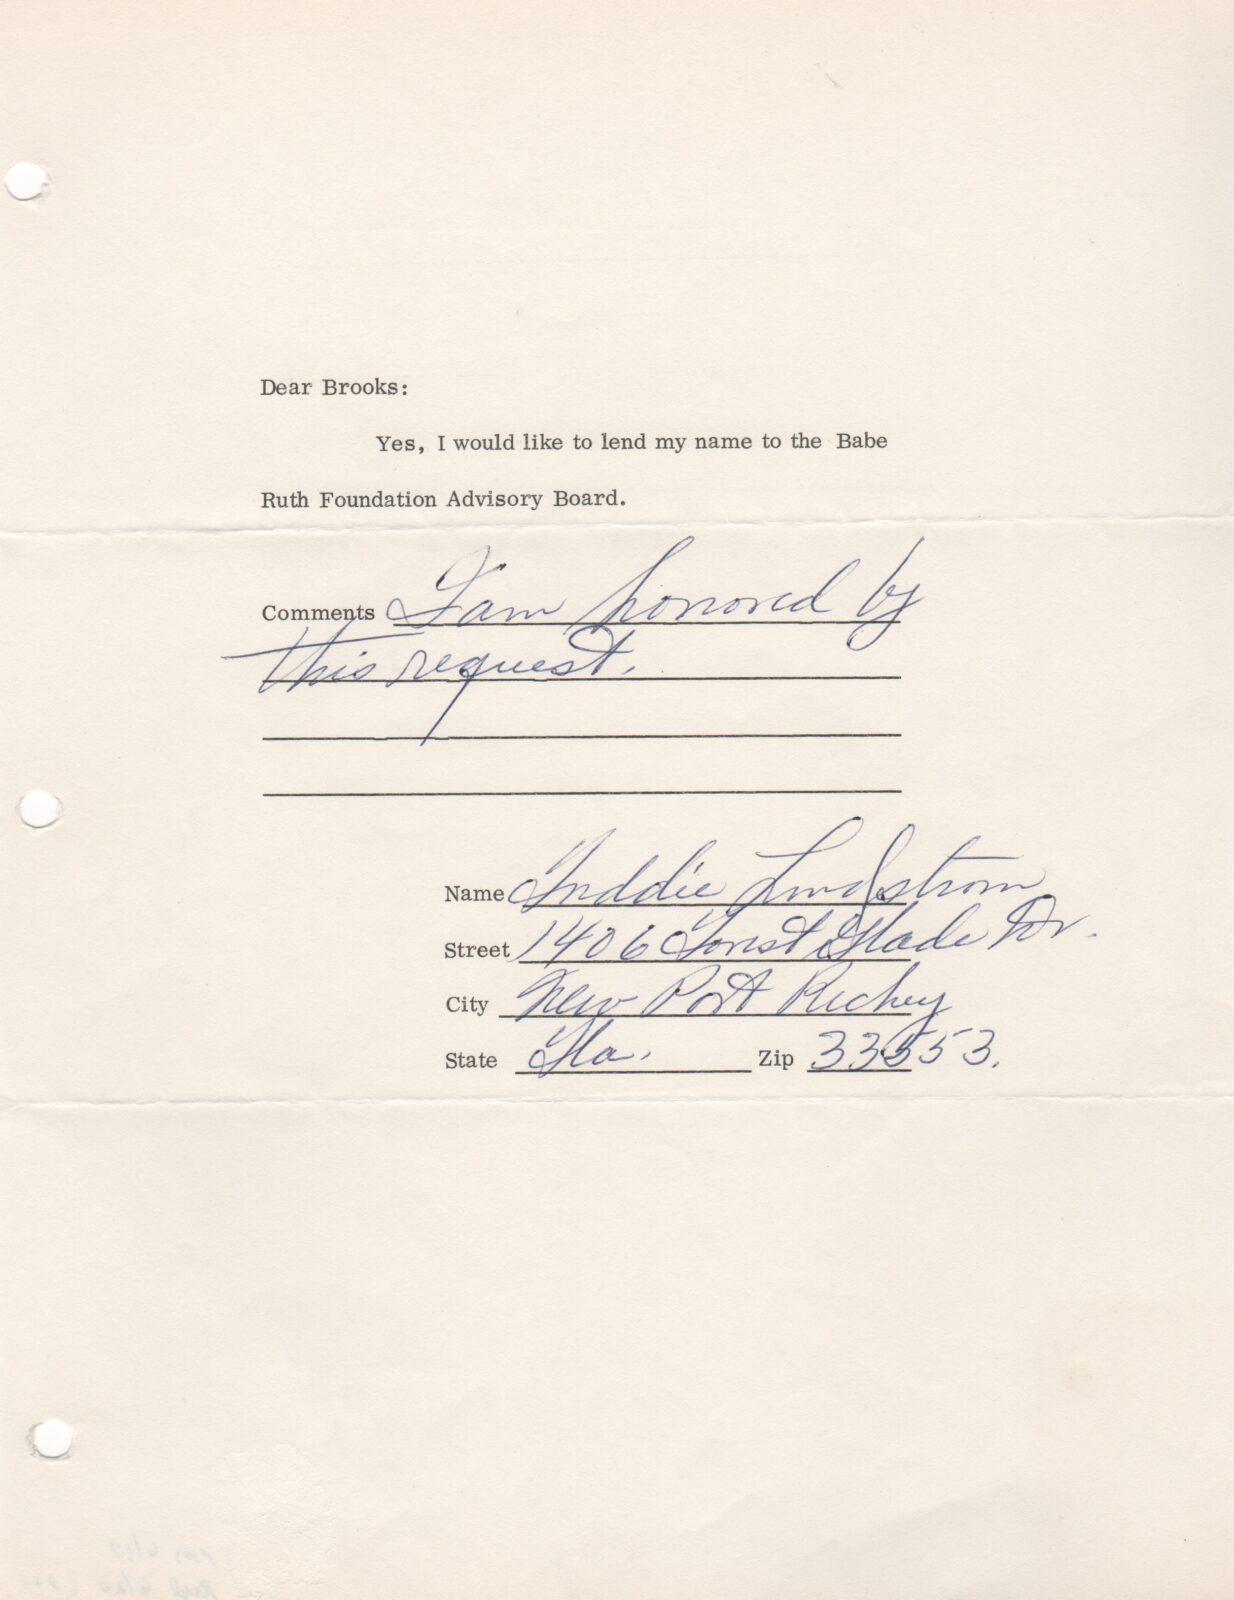 Dear Brooks:
Yes, I would like to lend my name to the Babe
Ruth Foundation Advisory Board.
Comments I am honored by
this request.
Name Freddie Lindstrom
Street 1406 Forest Glade Dr.
City New Port Richey
State Fla. Zip 33553.